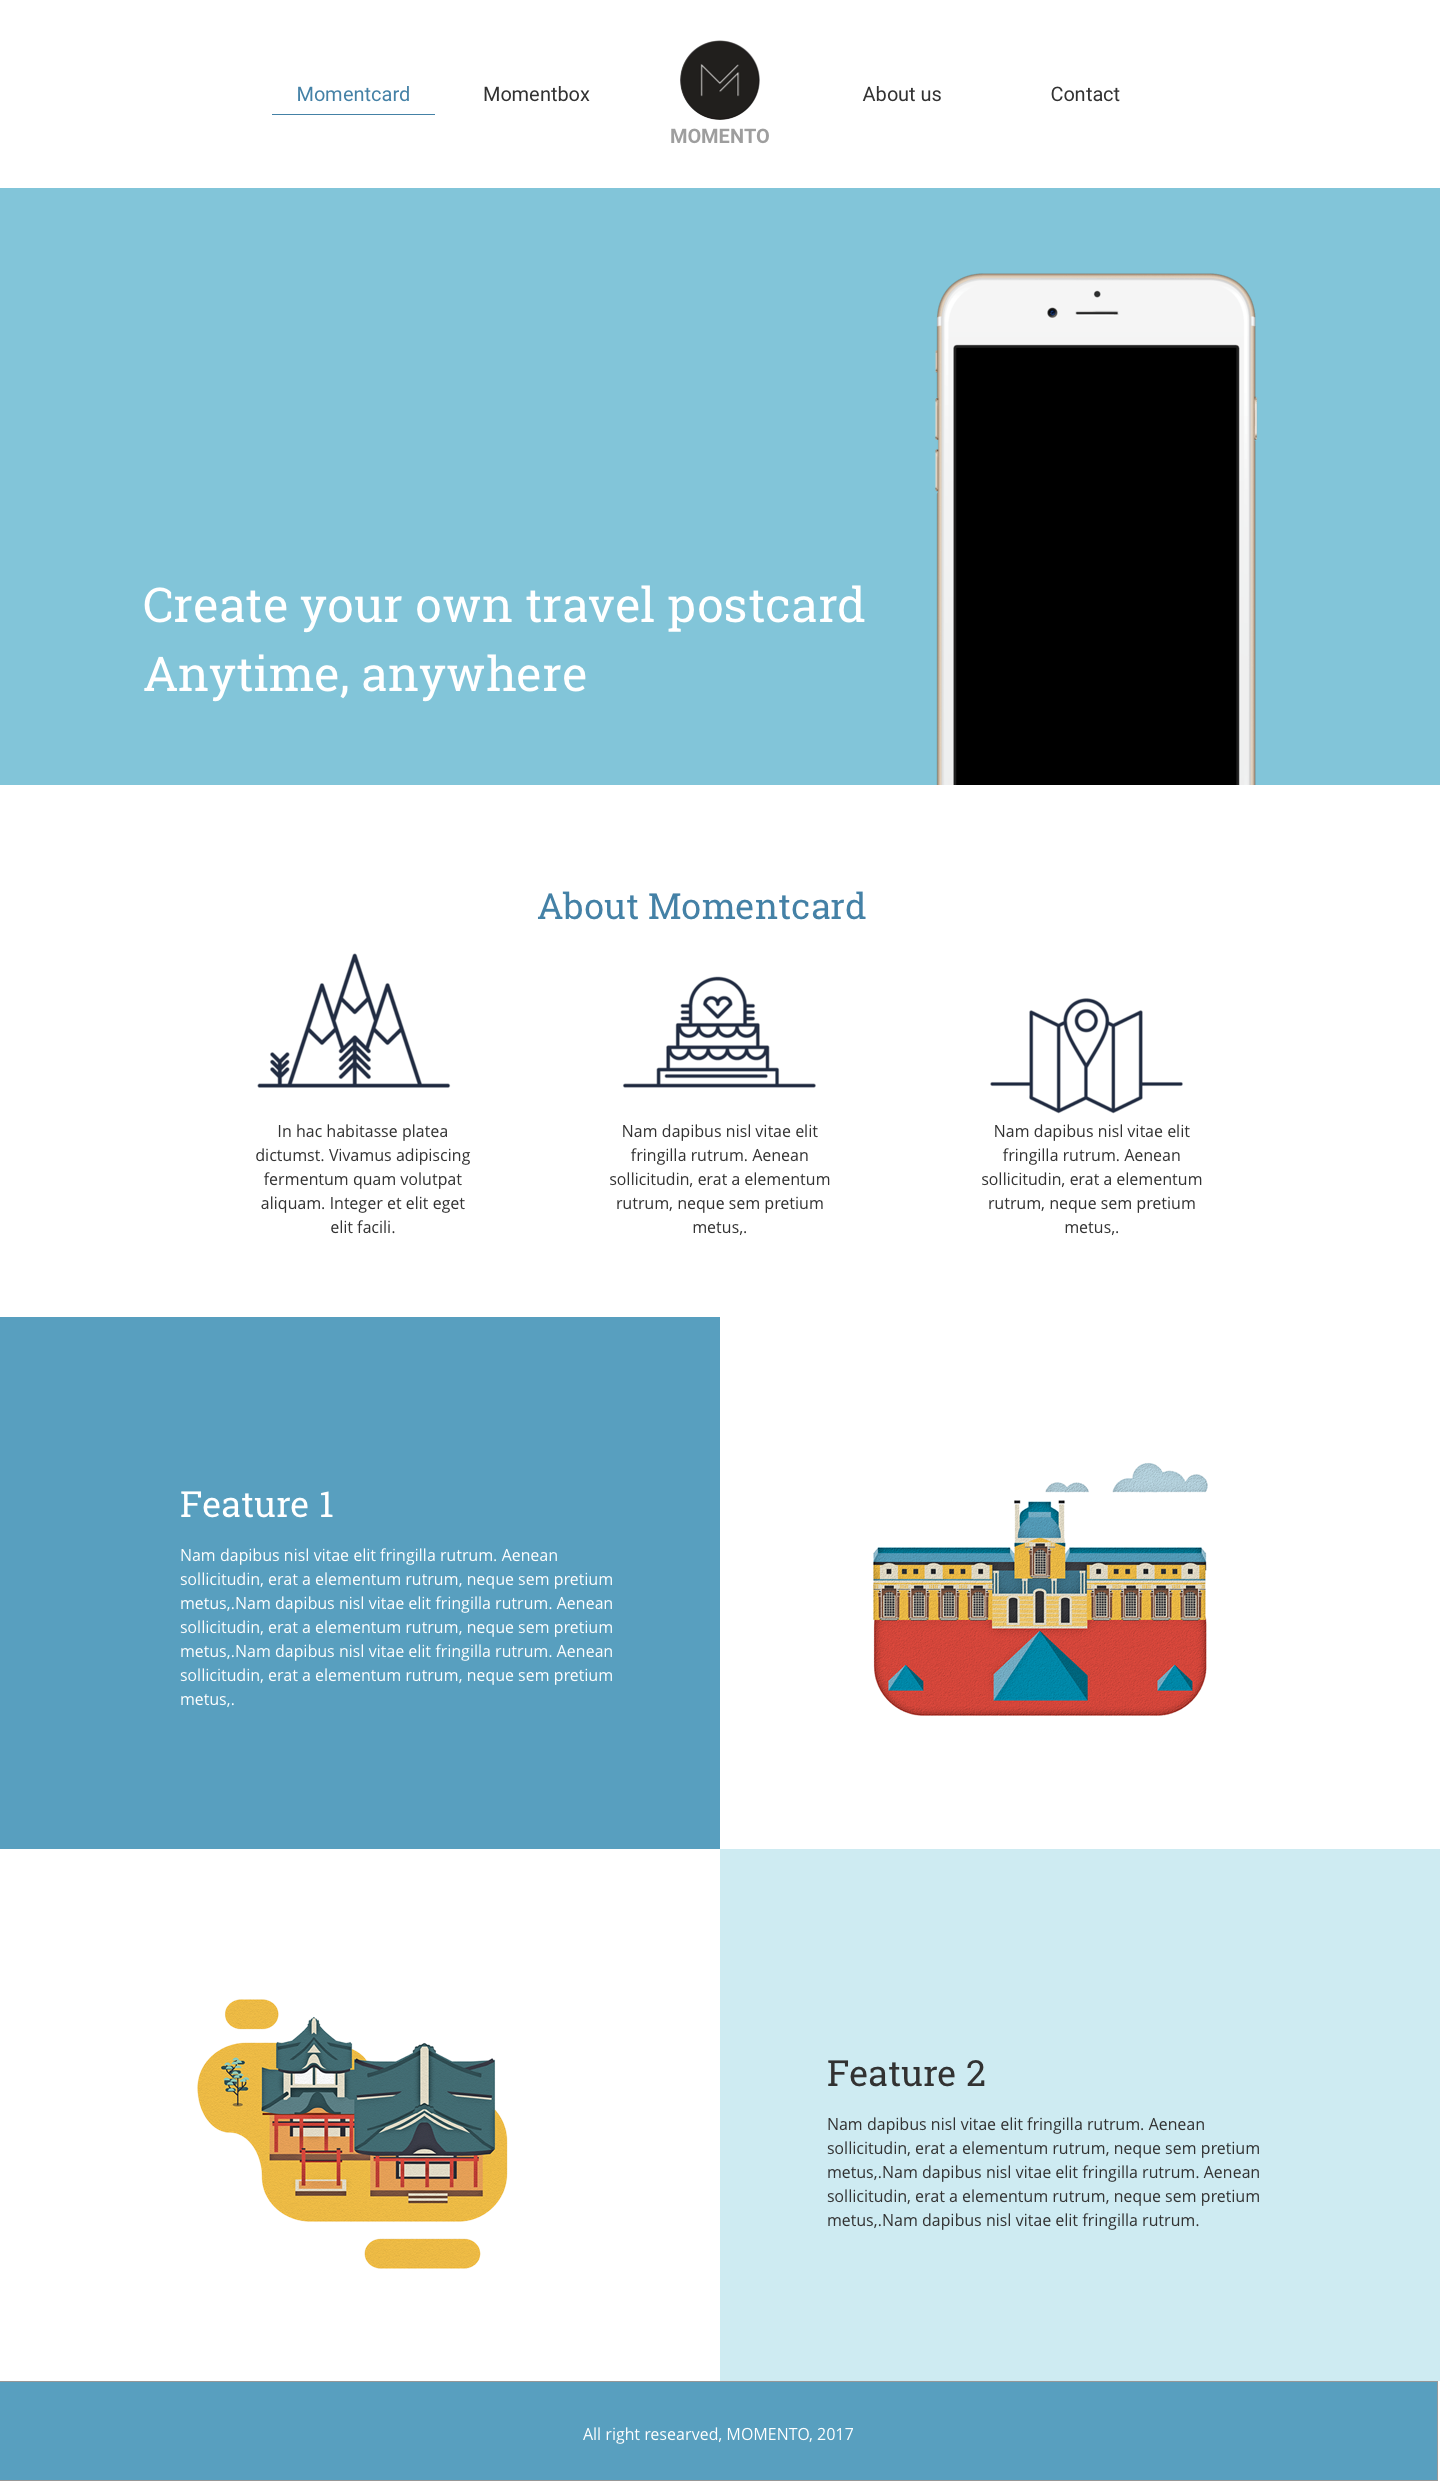 Momentcard
Momentbox
MOMENTO
About us
Contact
Create your own travel postcard
Anytime, anywhere
About Momentcard
In hac habitasse platea
dictumst. Vivamus adipiscing
fermentum quam volutpat
aliquam. Integer et elit eget
elit facili.
Nam dapibus nisl vitae elit
fringilla rutrum. Aenean
sollicitudin, erat a elementum
rutrum, neque sem pretium
metus,.
Nam dapibus nisl vitae elit
fringilla rutrum. Aenean
sollicitudin, erat a elementum
rutrum, neque sem pretium
metus,.
Feature 1
Nam dapibus nisl vitae elit fringilla rutrum. Aenean
sollicitudin, erat a elementum rutrum, neque sem pretium
metus,.Nam dapibus nisl vitae elit fringilla rutrum. Aenean
sollicitudin, erat a elementum rutrum, neque sem pretium
metus,.Nam dapibus nisl vitae elit fringilla rutrum. Aenean
sollicitudin, erat a elementum rutrum, neque sem pretium
metus,.
Feature 2
Nam dapibus nisl vitae elit fringilla rutrum. Aenean
sollicitudin, erat a elementum rutrum, neque sem pretium
metus,.Nam dapibus nisl vitae elit fringilla rutrum. Aenean
sollicitudin, erat a elementum rutrum, neque sem pretium
metus,.Nam dapibus nisl vitae elit fringilla rutrum.
All right researved, MOMENTO, 2017